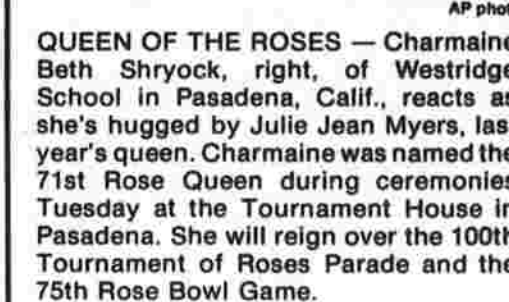 AP phot
QUEEN OF THE ROSES — Charmaine
Beth Shryock, right, of Westridge
School in Pasadena, Calif., reacts as
she's hugged by Julie Jean Myers, las
year's queen. Charmaine was named the
71st Rose Queen during ceremonies
Tuesday at the Tournament House in
Pasadena. She will reign over the 100th
Tournament of Roses Parade and the
75th Rose Bowl Game.